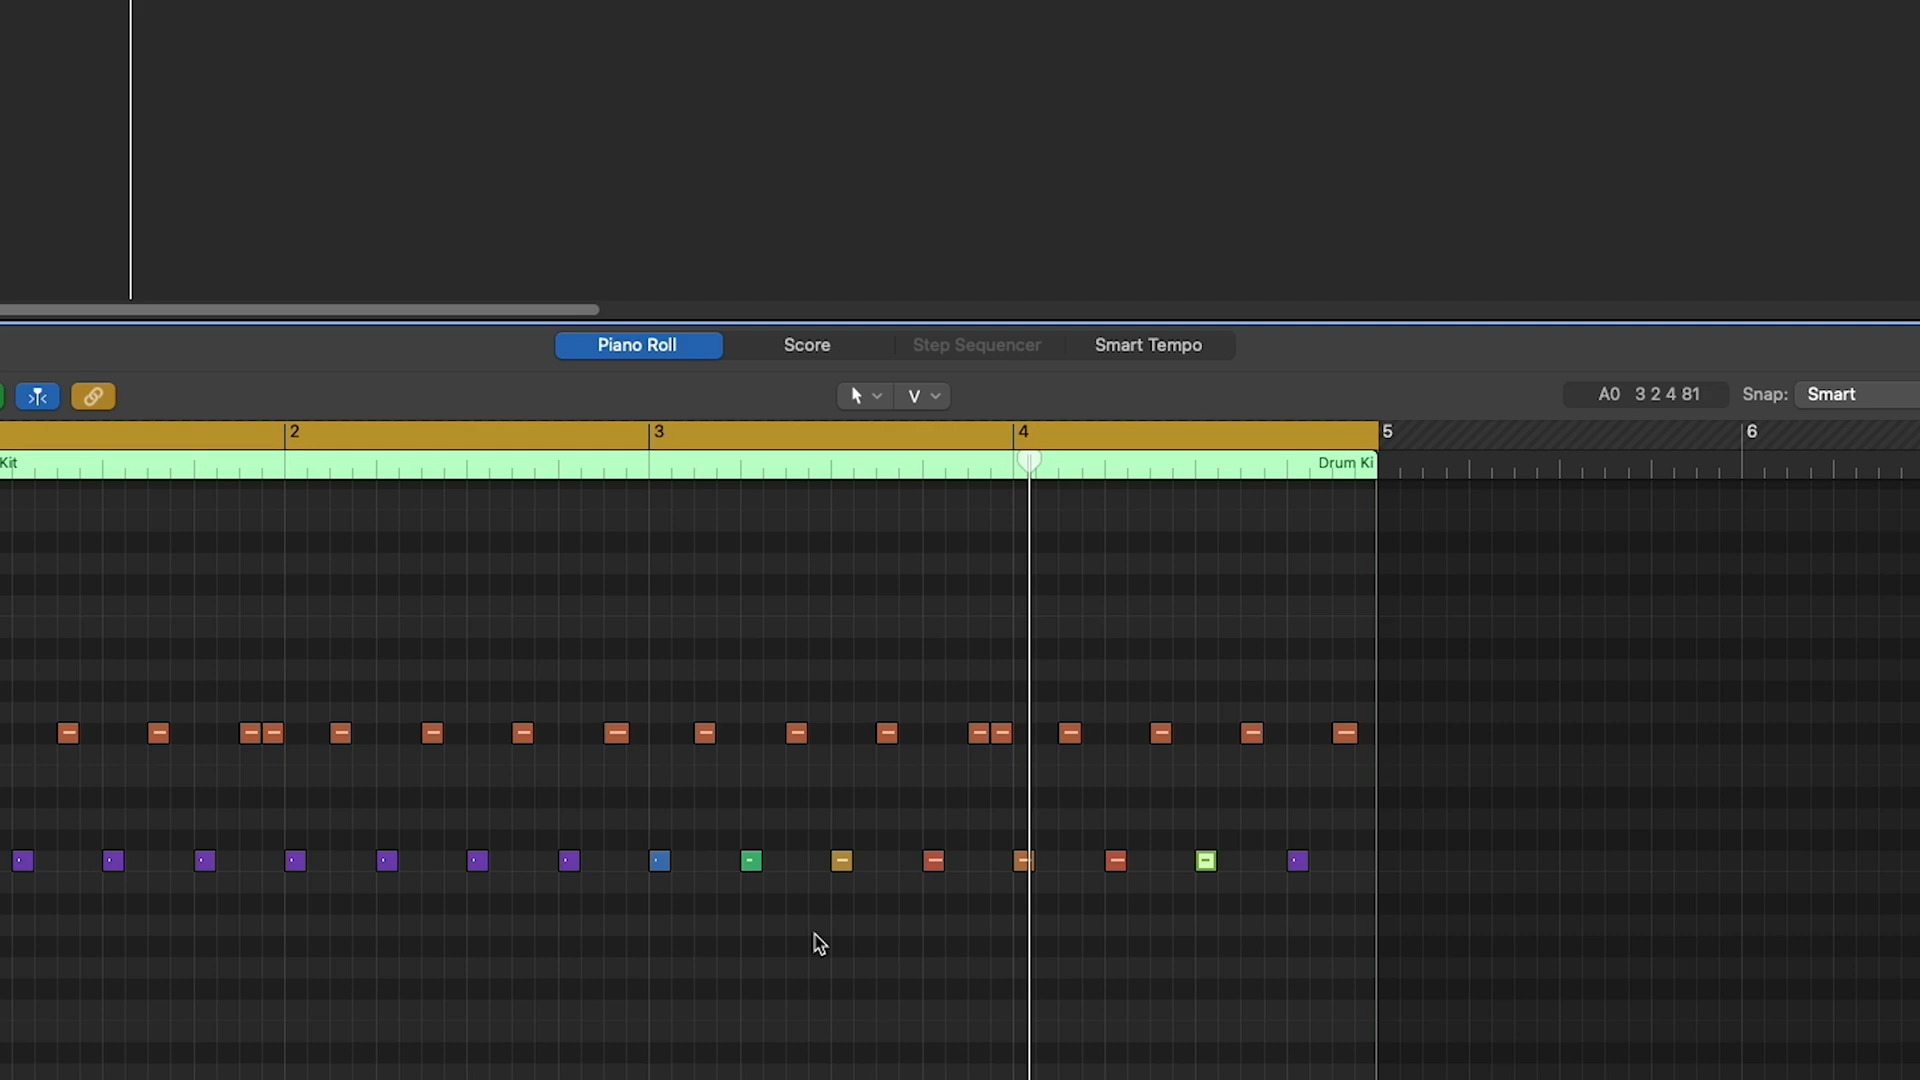 Piano Roll Score Step Sequencer Smart Tempo
V A0 3 2 4 81 Snap: Smart
2 3 4 5 6
Kit Drum Ki